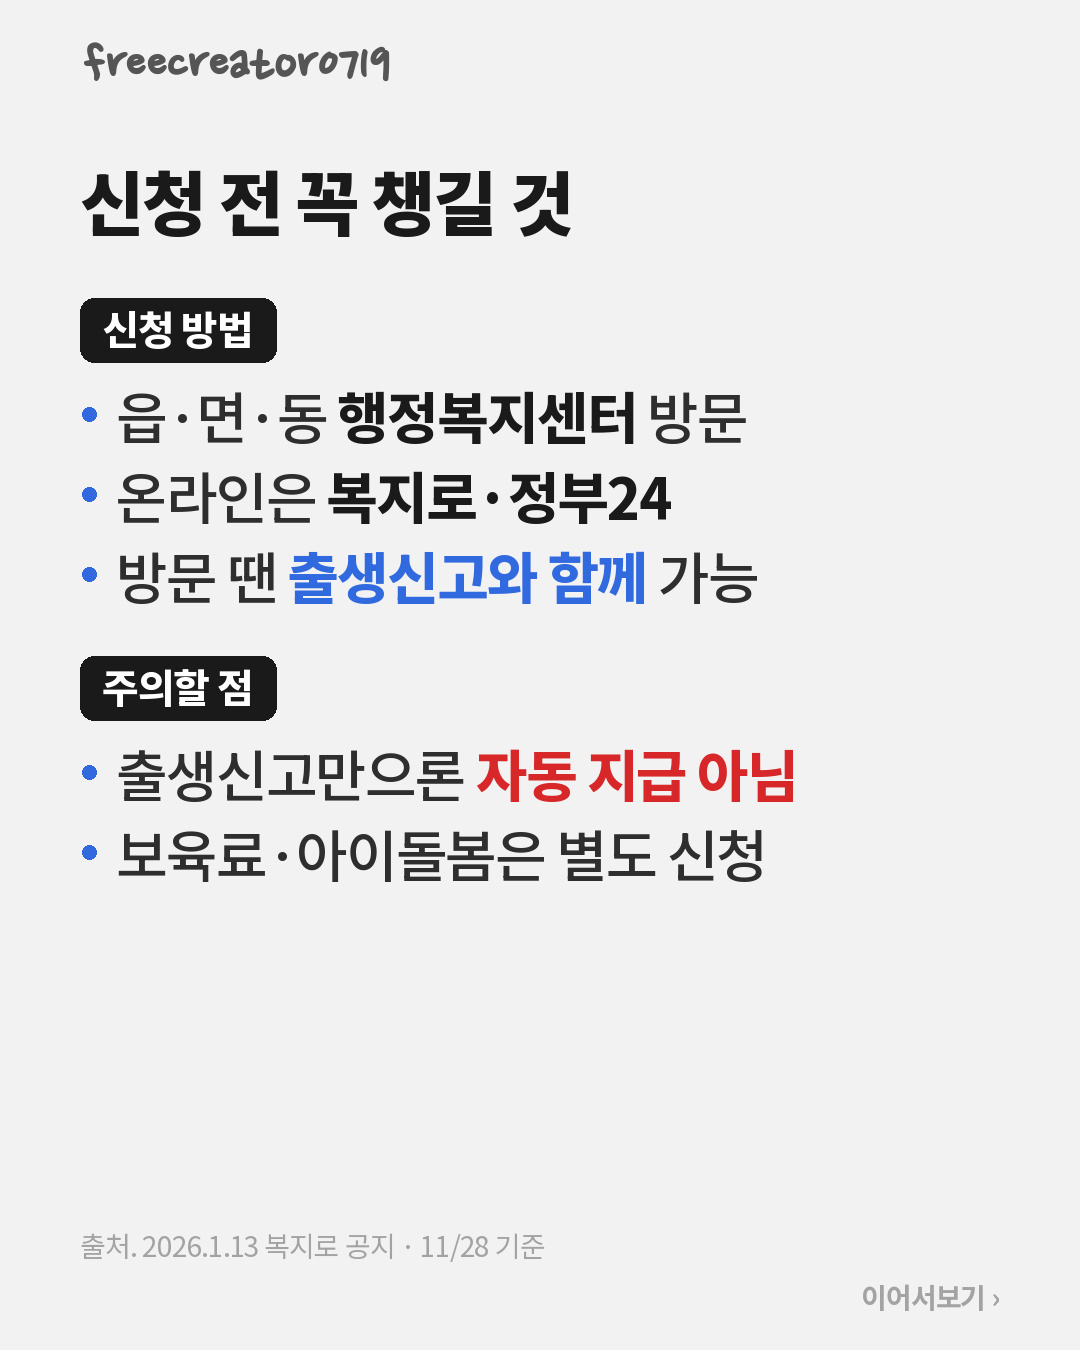 freecreator0719
신청 전 꼭 챙길 것
신청 방법
• 읍·면·동 행정복지센터 방문
• 온라인은 복지로·정부24
• 방문 땐 출생신고와 함께 가능
주의할 점
• 출생신고만으론 자동 지급 아님
• 보육료·아이돌봄은 별도 신청
출처. 2026.1.13 복지로 공지 · 11/28 기준
이어서보기 ›